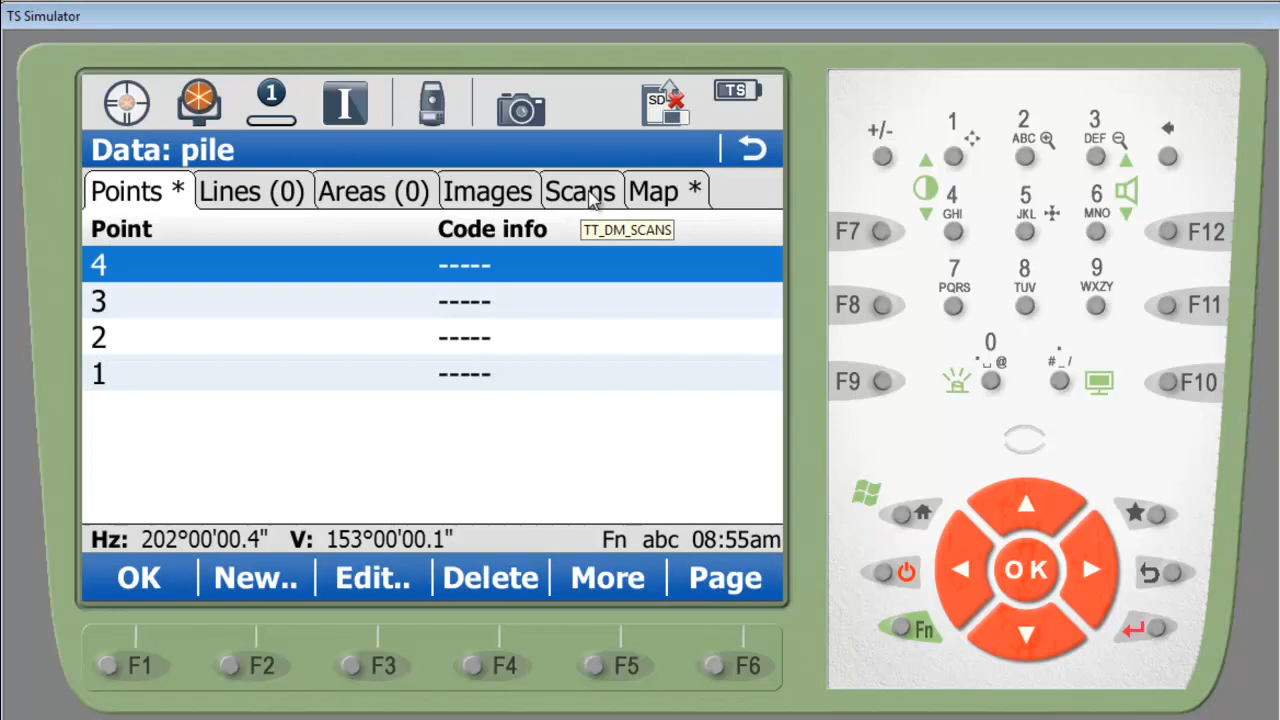 TS Simulator
1 I SD TS
Data: pile
Points * Lines (0) Areas (0) Images Scans Map *
Point Code info TT_DM_SCANS
4 -----
3 -----
2 -----
1 -----
Hz: 202°00'00.4" V: 153°00'00.1" Fn abc 08:55am
OK New.. Edit.. Delete More Page
F1 F2 F3 F4 F5 F6
+/- 1 2 ABC 3 DEF
F7 4 GHI 5 JKL 6 MNO F12
F8 7 PQRS 8 TUV 9 WXZY F11
F9 0 *␣@ . #_/ F10
OK
Fn